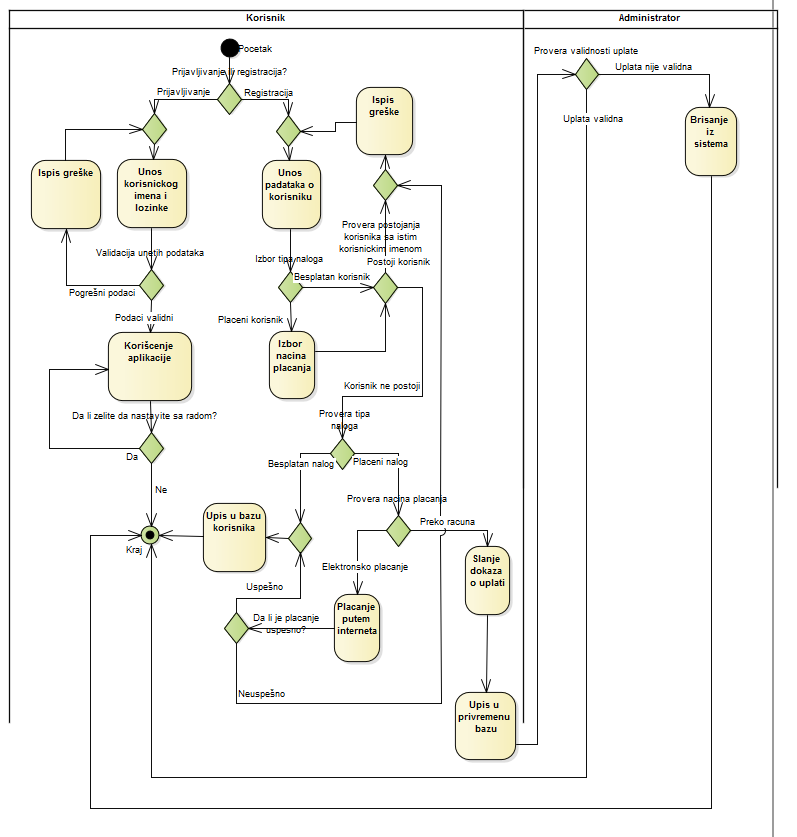 Korisnik
Administrator
Pocetak
Prijavljivanje ili registracija?
Prijavljivanje
Registracija
Ispis
greške
Ispis greške
Unos
korisnickog
imena i
lozinke
Unos
padataka o
korisniku
Provera postojanja
korisnika sa istim
korisnickim imenom
Validacija unetih podataka
Izbor tipa naloga
Postoji korisnik
Besplatan korisnik
Pogrešni podaci
Podaci validni
Placeni korisnik
Korišcenje
aplikacije
Izbor
nacina
placanja
Korisnik ne postoji
Da li zelite da nastavite sa radom?
Da
Ne
Provera tipa
naloga
Besplatan nalog
Placeni nalog
Provera nacina placanja
Preko racuna
Upis u bazu
korisnika
Kraj
Elektronsko placanje
Slanje
dokaza
o uplati
Uspešno
Da li je placanje
uspesno?
Placanje
putem
interneta
Neuspešno
Upis u
privremenu
bazu
Provera validnosti uplate
Uplata nije validna
Uplata validna
Brisanje
iz
sistema